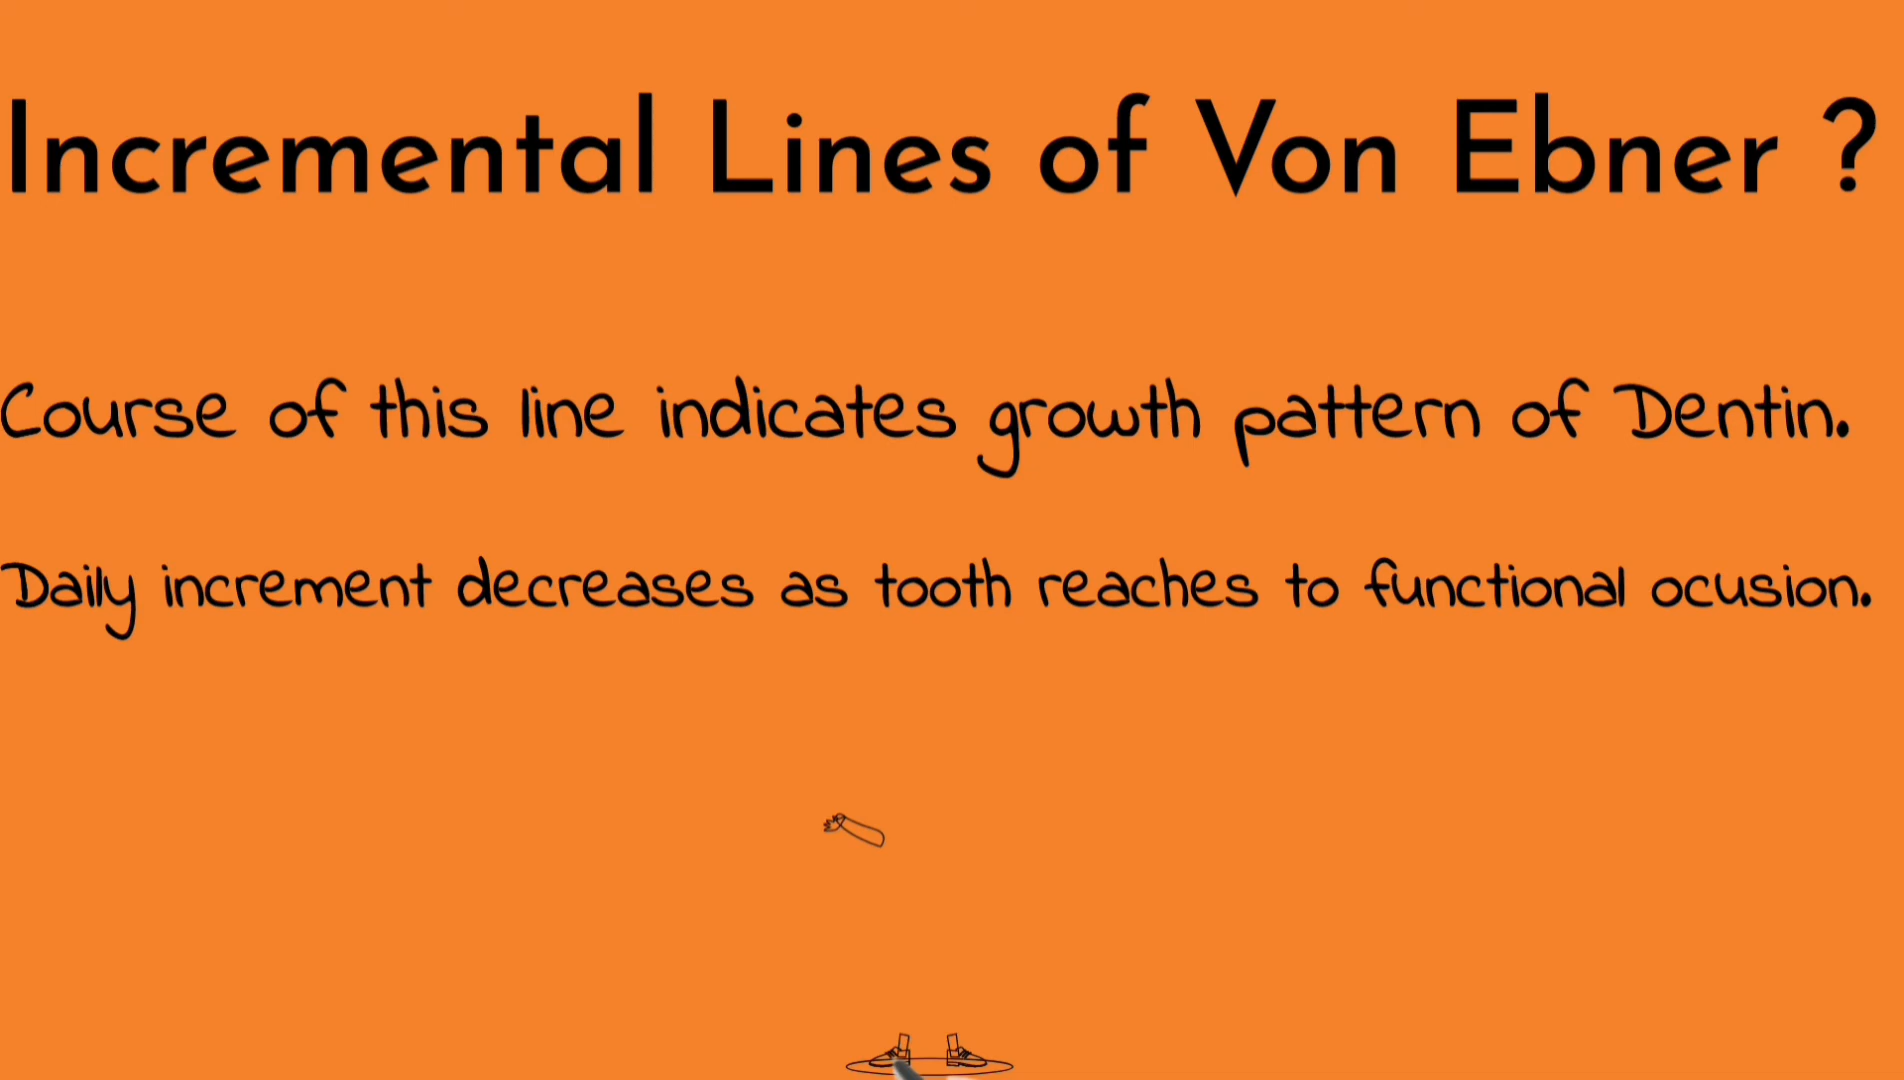 Incremental Lines of Von Ebner ?
Course of this line indicates growth pattern of Dentin.
Daily increment decreases as tooth reaches to functional ocusion.